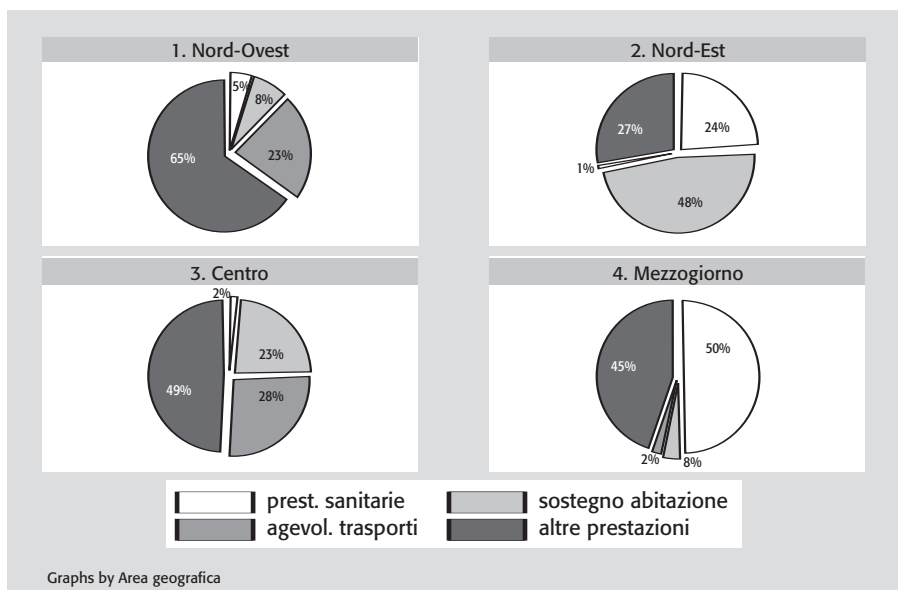 1. Nord-Ovest
5%
8%
23%
65%
2. Nord-Est
24%
27%
1%
48%
3. Centro
2%
23%
49%
28%
4. Mezzogiorno
50%
45%
2%
8%
prest. sanitarie
sostegno abitazione
agevol. trasporti
altre prestazioni
Graphs by Area geografica